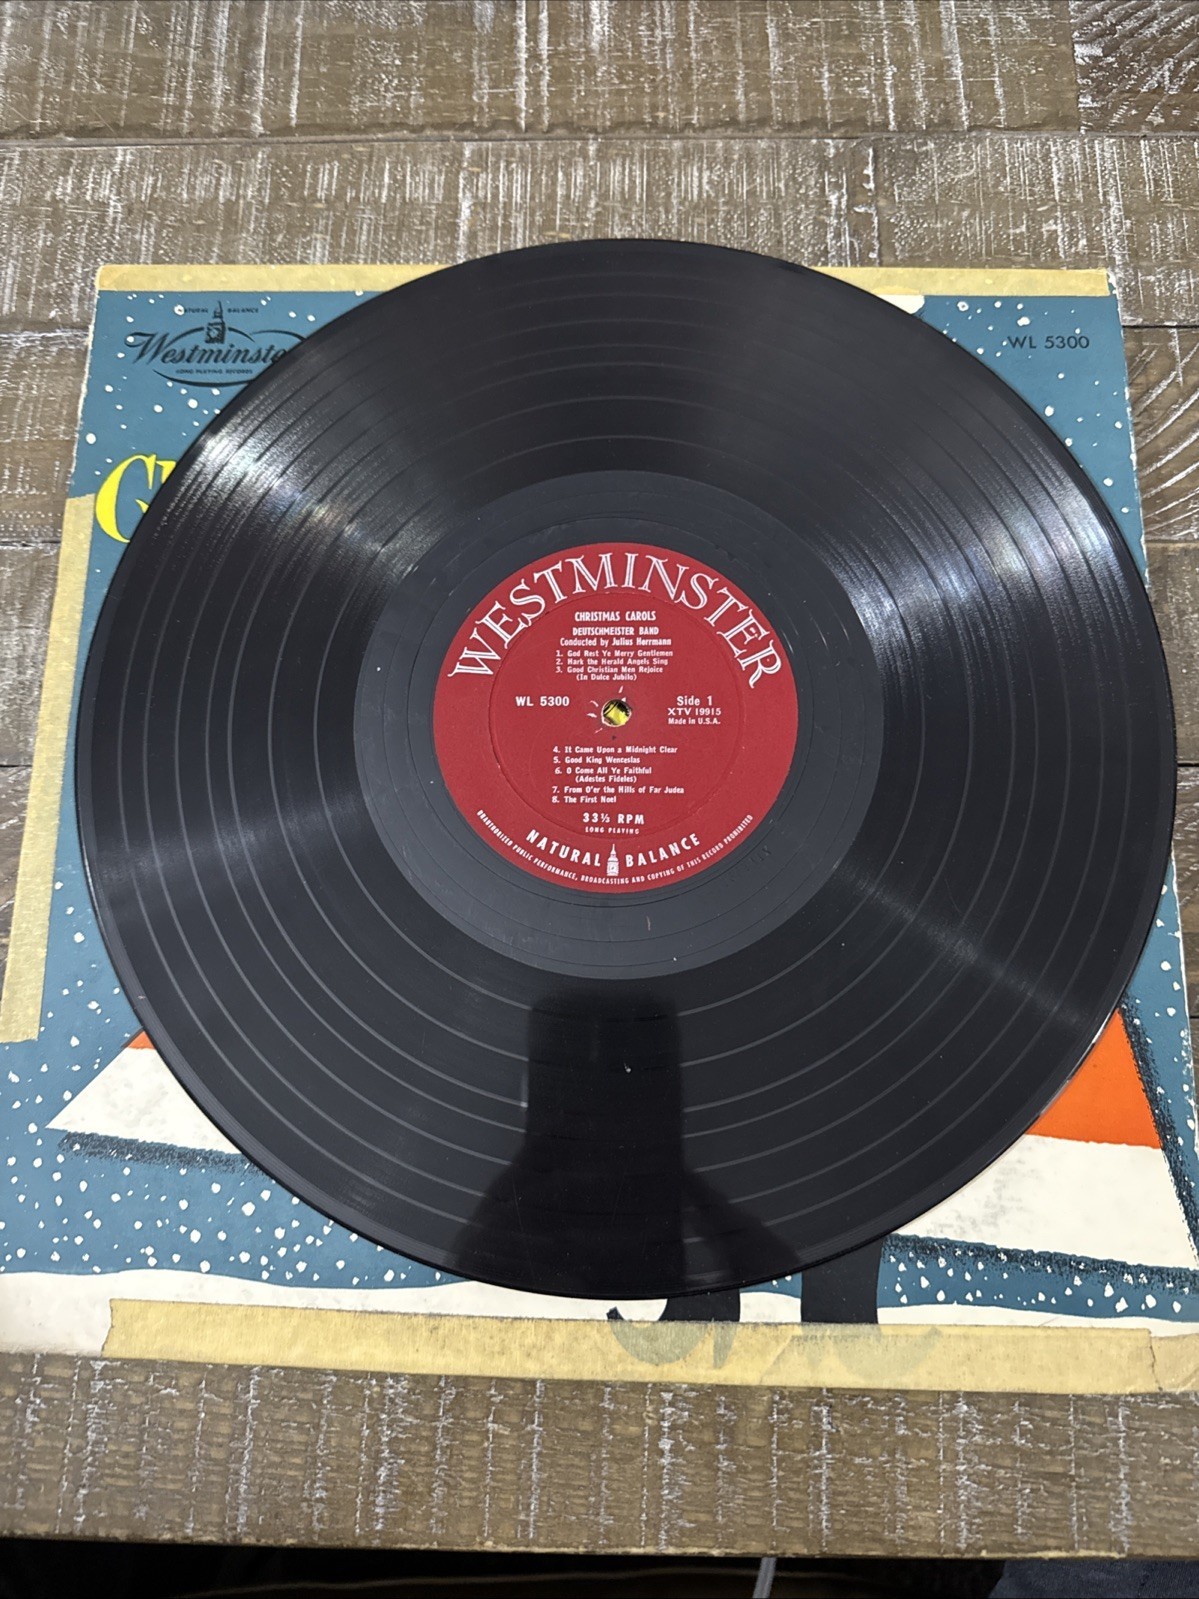 NATURAL BALANCE
Westminste
LONG PLAYING RECORDS
WL 5300
WESTMINSTER
CHRISTMAS CAROLS
DEUTSCHMEISTER BAND
Conducted by Julius Herrmann
1. God Rest Ye Merry Gentlemen
2. Hark the Herald Angels Sing
3. Good Christian Men Rejoice
(In Dulce Jubilo)
WL 5300
Side 1
XTV 19915
Made in U.S.A.
4. It Came Upon a Midnight Clear
5. Good King Wenceslas
6. O Come All Ye Faithful
(Adestes Fideles)
7. From O'er the Hills of Far Judea
8. The First Noel
33⅓ RPM
LONG PLAYING
NATURAL BALANCE
UNAUTHORIZED PUBLIC PERFORMANCE, BROADCASTING AND COPYING OF THIS RECORD PROHIBITED